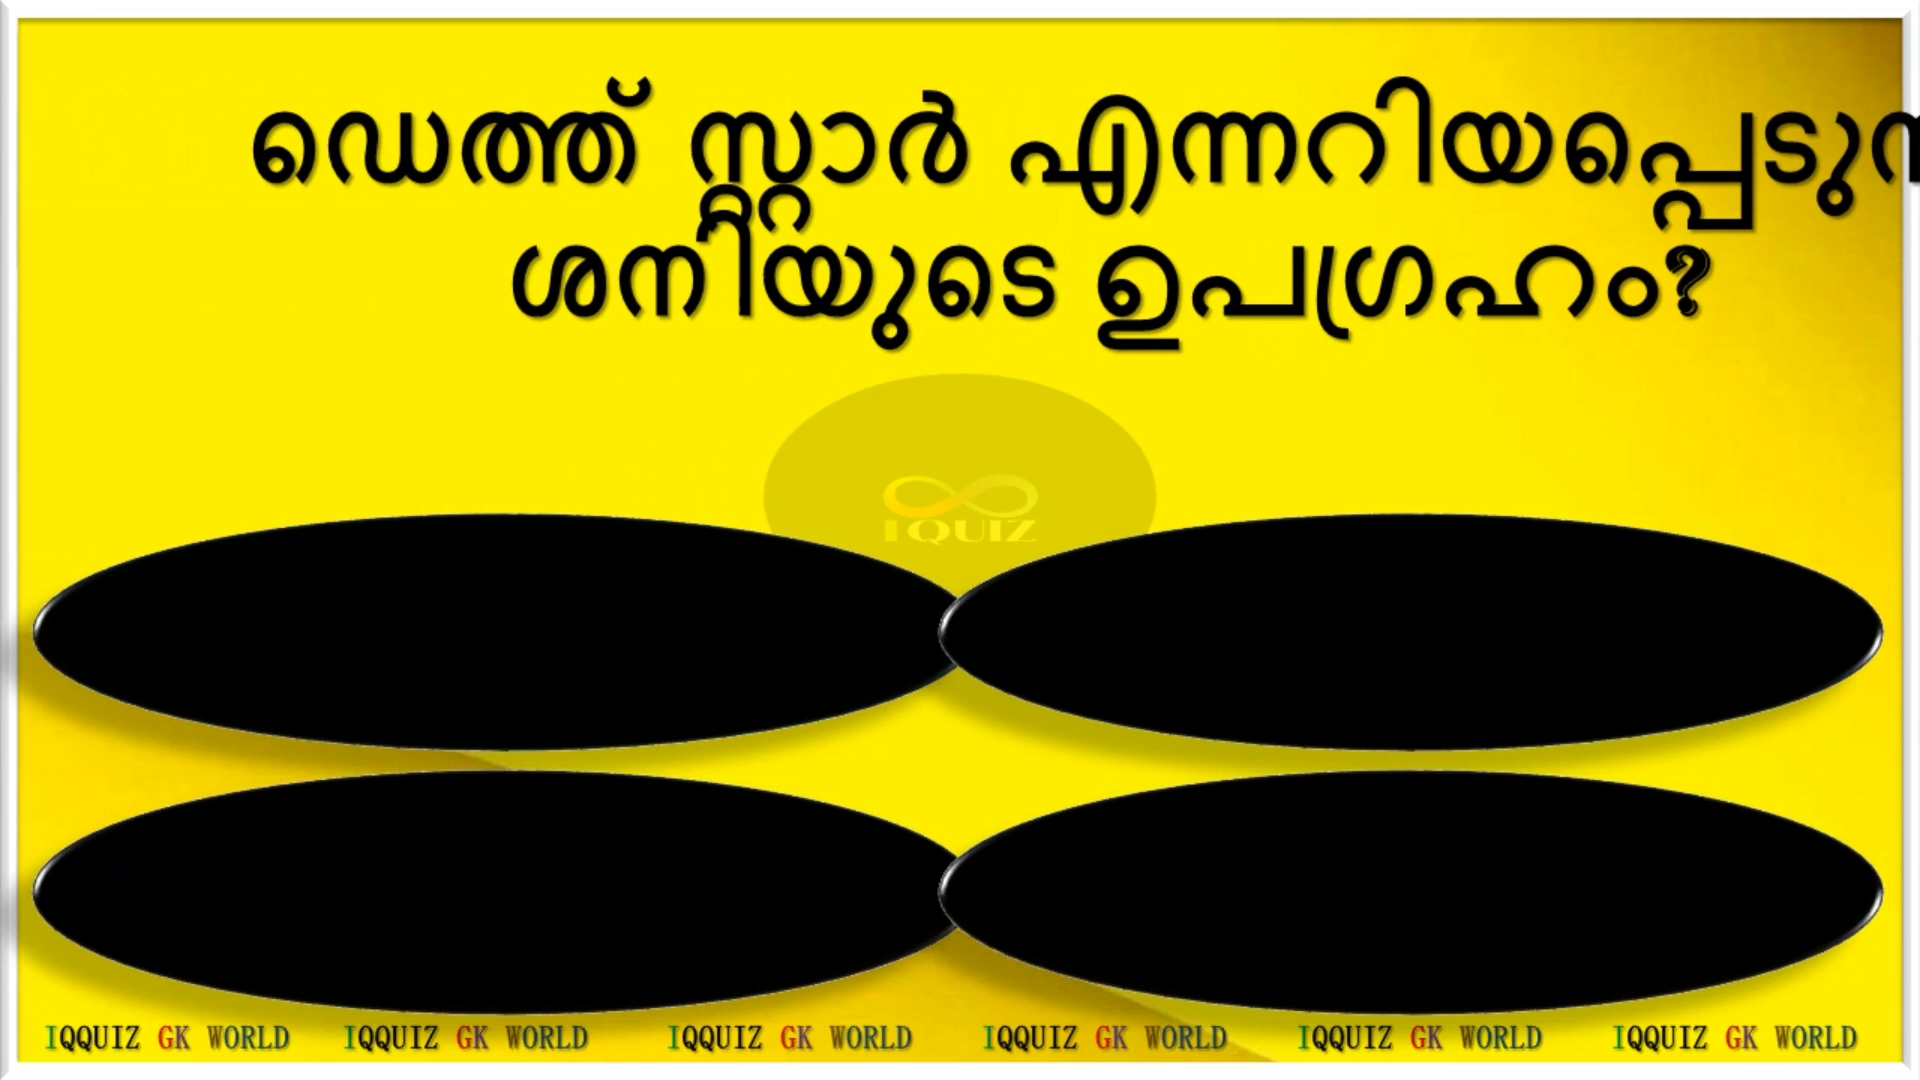 ഡെത്ത് സ്റ്റാർ എന്നറിയപ്പെടുന
ശനിയുടെ ഉപഗ്രഹം?
I QUIZ
IQQUIZ GK WORLD IQQUIZ GK WORLD IQQUIZ GK WORLD IQQUIZ GK WORLD IQQUIZ GK WORLD IQQUIZ GK WORLD